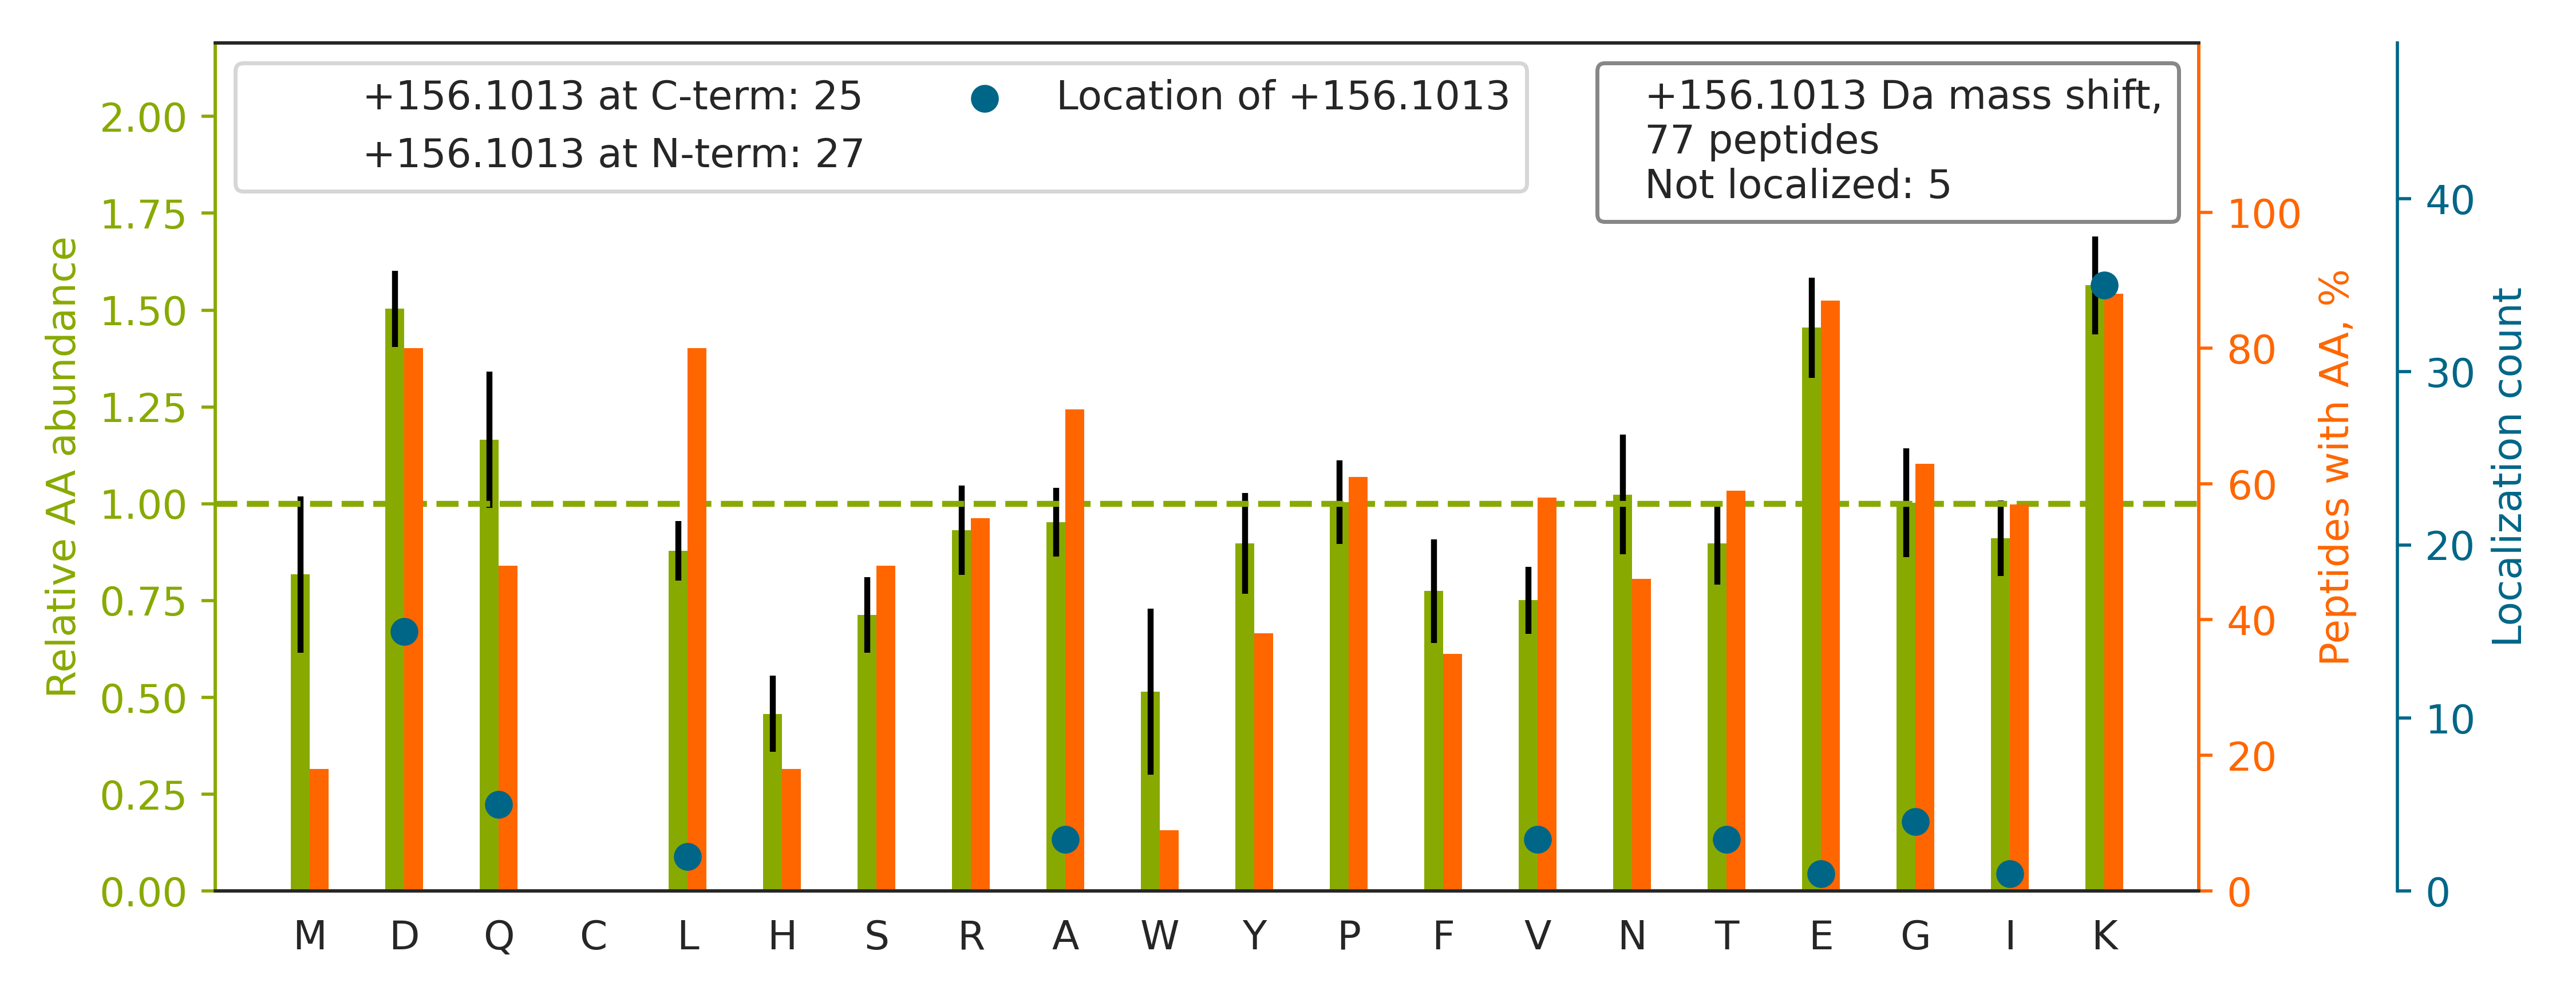 +156.1013 at C-term: 25
+156.1013 at N-term: 27
Location of +156.1013
+156.1013 Da mass shift,
77 peptides
Not localized: 5
Relative AA abundance
2.00
1.75
1.50
1.25
1.00
0.75
0.50
0.25
0.00
M D Q C L H S R A W Y P F V N T E G I K
100
80
60
40
20
0
Peptides with AA, %
40
30
20
10
0
Localization count